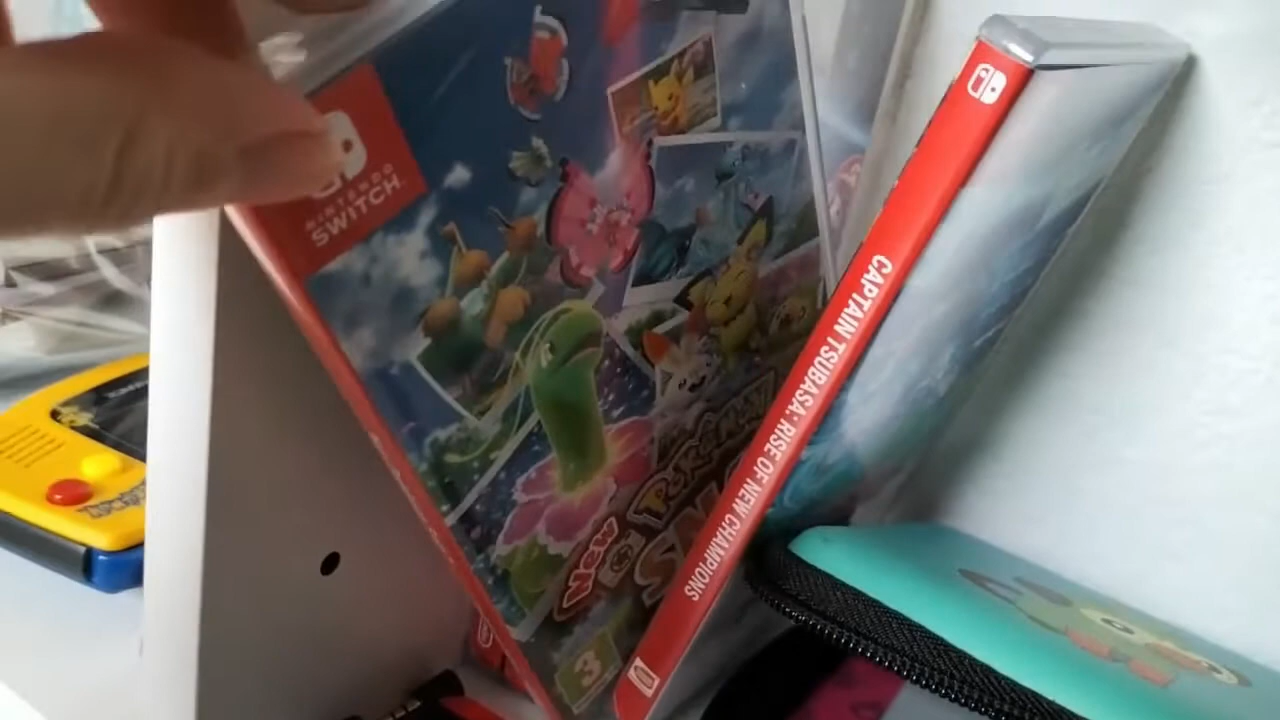 NINTENDO
SWITCH
New
POKéMON
3
CAPTAIN TSUBASA: RISE OF NEW CHAMPIONS